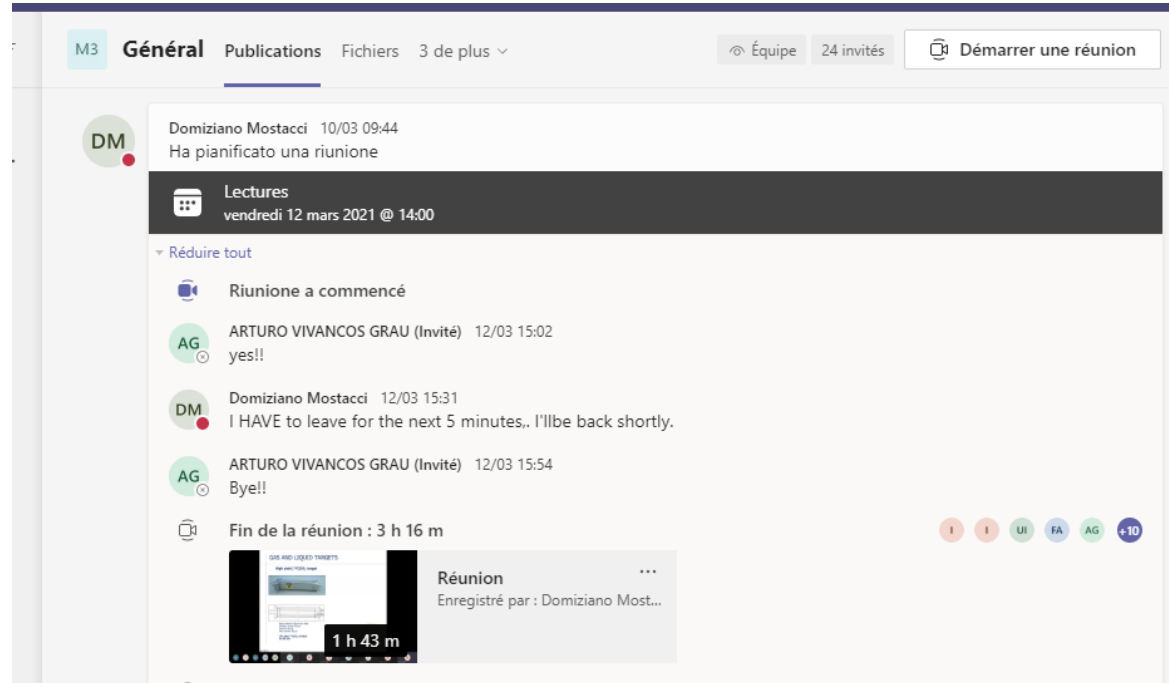 M3 Général Publications Fichiers 3 de plus Équipe 24 invités Démarrer une réunion
DM
Domiziano Mostacci 10/03 09:44
Ha pianificato una riunione
Lectures
vendredi 12 mars 2021 @ 14:00
Réduire tout
Riunione a commencé
AG
ARTURO VIVANCOS GRAU (Invité) 12/03 15:02
yes!!
DM
Domiziano Mostacci 12/03 15:31
I HAVE to leave for the next 5 minutes,. I'llbe back shortly.
AG
ARTURO VIVANCOS GRAU (Invité) 12/03 15:54
Bye!!
Fin de la réunion : 3 h 16 m
I I UI FA AG +10
GAS AND LIQUID TARGETS
1 h 43 m
Réunion ...
Enregistré par : Domiziano Most...